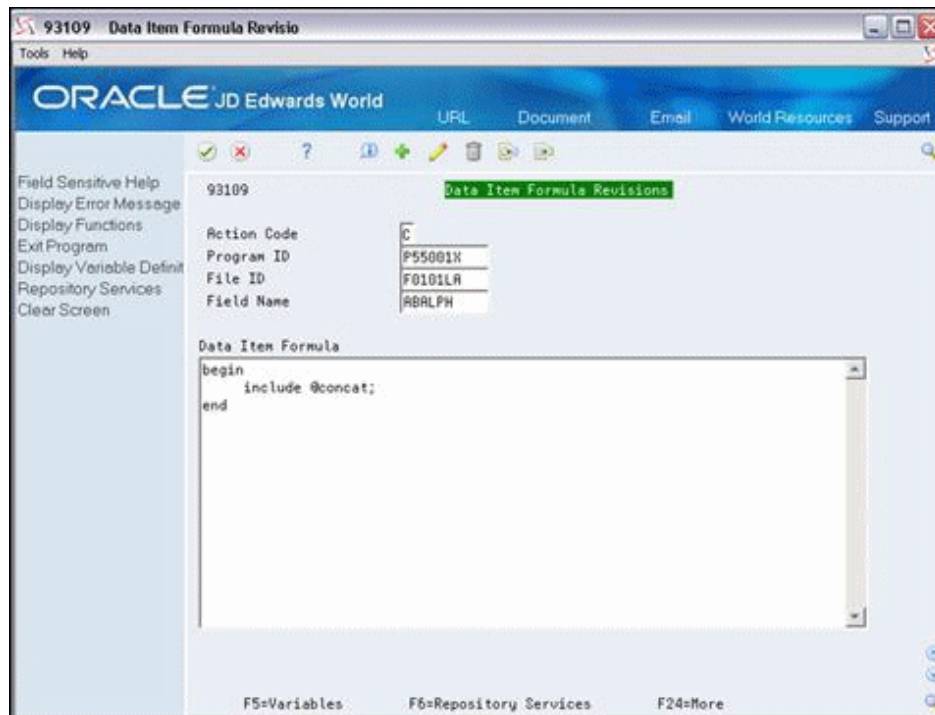 93109 Data Item Formula Revisio
Tools Help
ORACLE JD Edwards World
URL Document Email World Resources Support
Field Sensitive Help
Display Error Message
Display Functions
Exit Program
Display Variable Definit
Repository Services
Clear Screen
93109 Data Item Formula Revisions
Action Code C
Program ID P55001X
File ID F0101LA
Field Name ABALPH
Data Item Formula
begin
include @concat;
end
F5=Variables F6=Repository Services F24=More